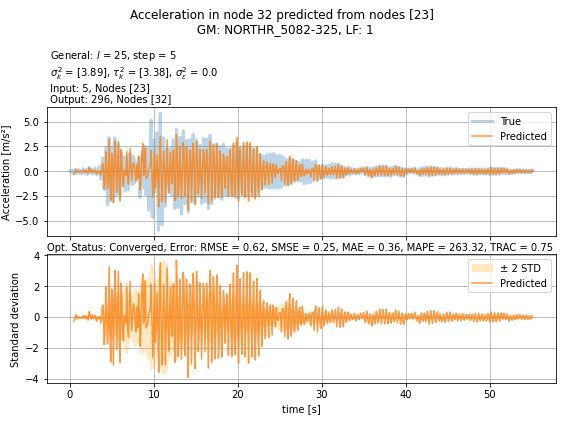 Acceleration in node 32 predicted from nodes [23]
GM: NORTHR_5082-325, LF: 1
General: l = 25, step = 5
σ²ₖ = [3.89], τ²ₖ = [3.38], σ²ε = 0.0
Input: 5, Nodes [23]
Output: 296, Nodes [32]
Acceleration [m/s²]
5.0
2.5
0.0
−2.5
−5.0
True
Predicted
Opt. Status: Converged, Error: RMSE = 0.62, SMSE = 0.25, MAE = 0.36, MAPE = 263.32, TRAC = 0.75
Standard deviation
4
2
0
−2
−4
± 2 STD
Predicted
0 10 20 30 40 50
time [s]